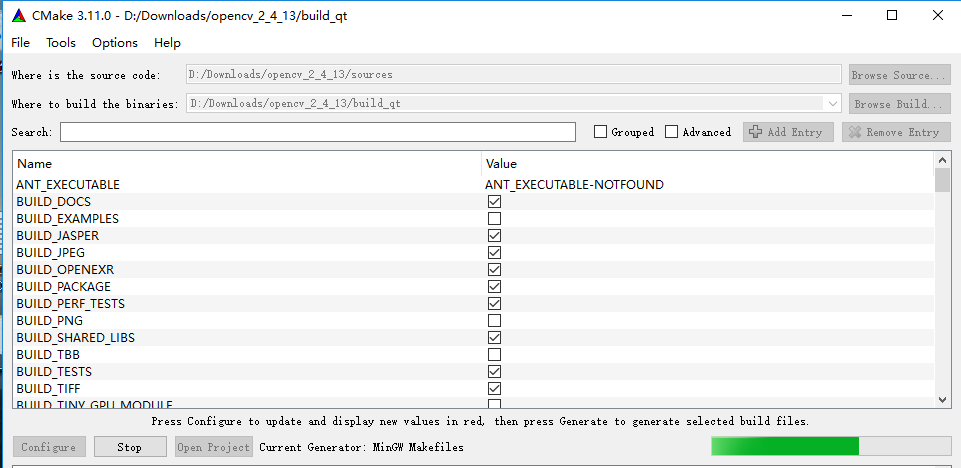 CMake 3.11.0 - D:/Downloads/opencv_2_4_13/build_qt
File Tools Options Help
Where is the source code: D:/Downloads/opencv_2_4_13/sources Browse Source...
Where to build the binaries: D:/Downloads/opencv_2_4_13/build_qt Browse Build...
Search: Grouped Advanced Add Entry Remove Entry
Name Value
ANT_EXECUTABLE ANT_EXECUTABLE-NOTFOUND
BUILD_DOCS
BUILD_EXAMPLES
BUILD_JASPER
BUILD_JPEG
BUILD_OPENEXR
BUILD_PACKAGE
BUILD_PERF_TESTS
BUILD_PNG
BUILD_SHARED_LIBS
BUILD_TBB
BUILD_TESTS
BUILD_TIFF
BUILD_TINY_GPU_MODULE
Press Configure to update and display new values in red, then press Generate to generate selected build files.
Configure Stop Open Project Current Generator: MinGW Makefiles